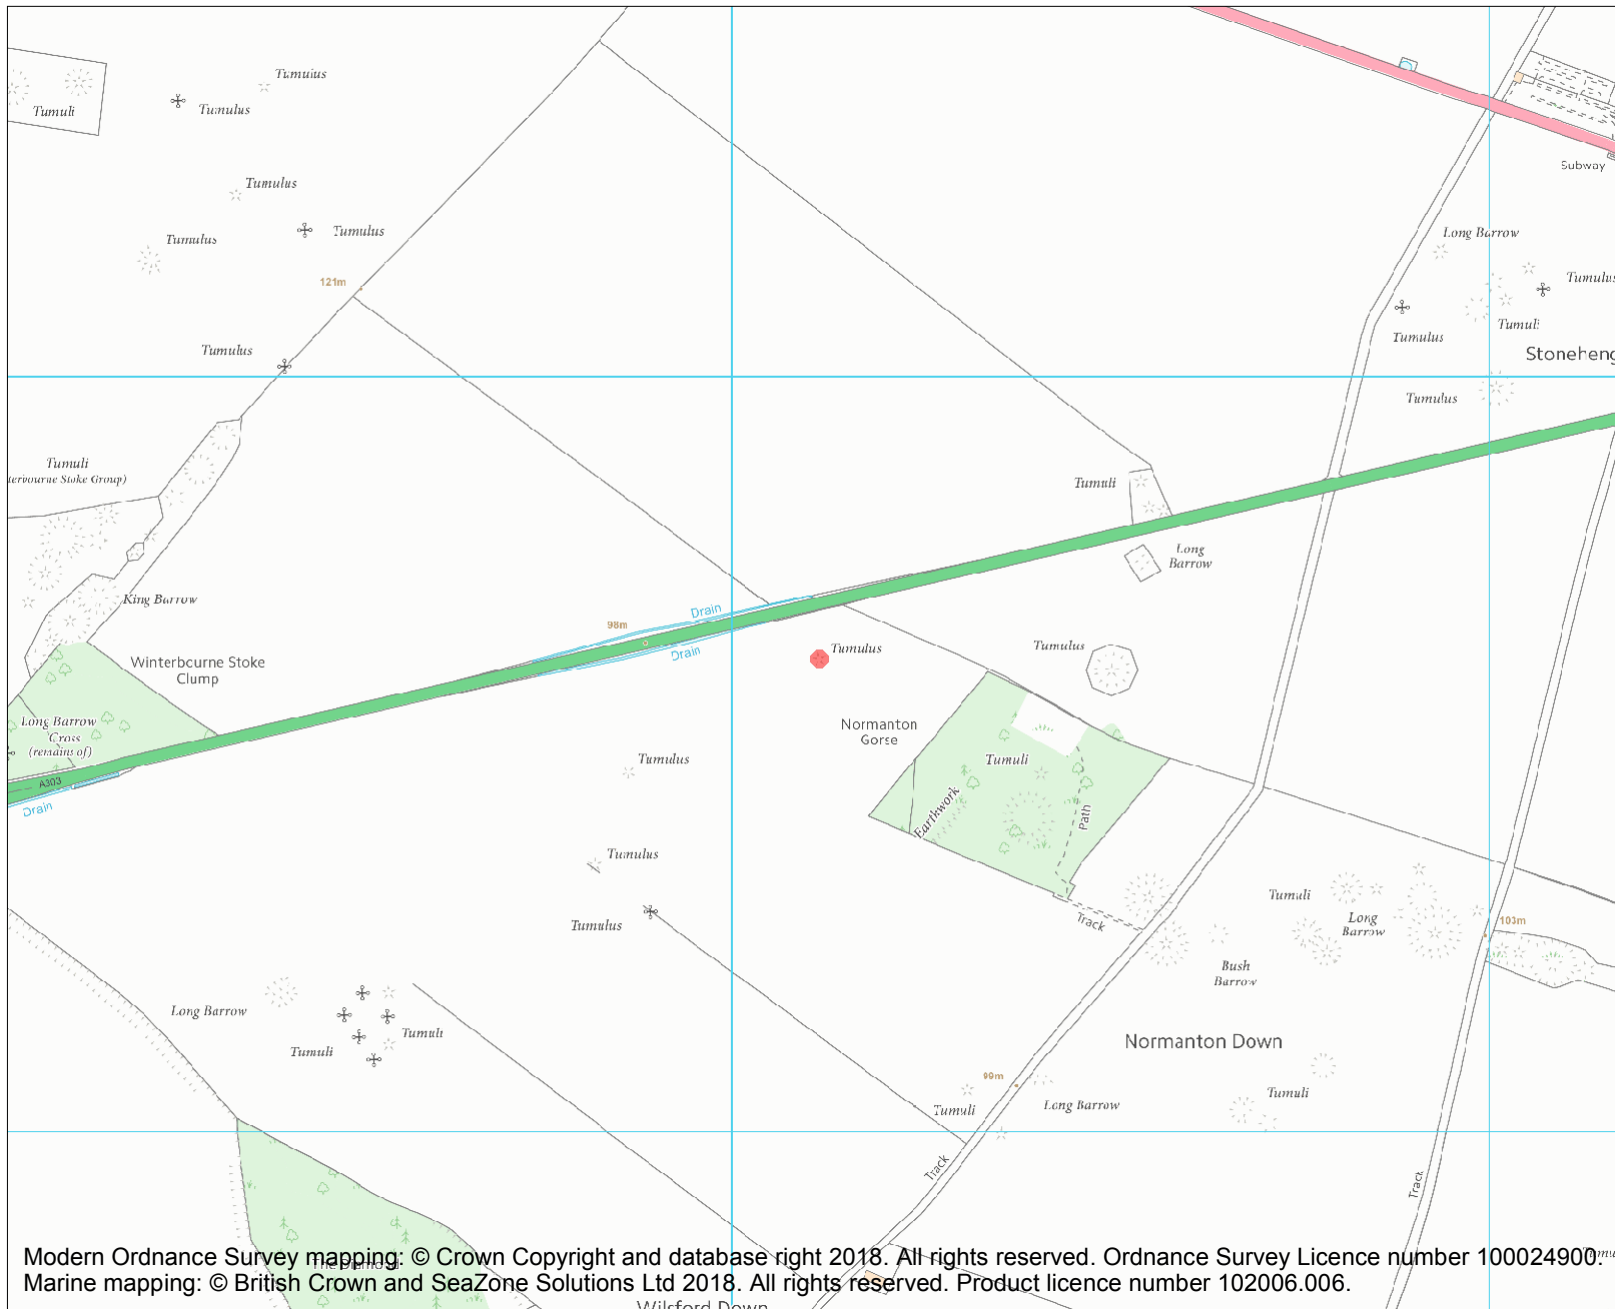 Tumulus
Tumuli
Tumulus
Subway
Tumulus
Tumulus
Long Barrow
Tumulus
Tumulus
121m
Tumuli
Tumulus
Tumulus
Tumulus
Tumuli
(
Tumuli
Long
Barrow
King Barrow
98m
Drain
Drain
Winterbourne Stoke
Clump
Tumulus
Tumulus
Long Barrow
Cross
(remains of)
Normanton
Gorse
Tumulus
Tumuli
A303
Drain
Earthwork
Path
Tumulus
Tumulus
Track
Tumuli
Long
Barrow
103m
Bush
Barrow
Long Barrow
Tumuli
Tumuli
Normanton Down
99m
Tumuli
Long Barrow
Tumuli
Track
Track
Modern Ordnance Survey mapping: © Crown Copyright and database right 2018. All rights reserved. Ordnance Survey Licence number 100024900.
Marine mapping: © British Crown and SeaZone Solutions Ltd 2018. All rights reserved. Product licence number 102006.006.
Wilsford Down